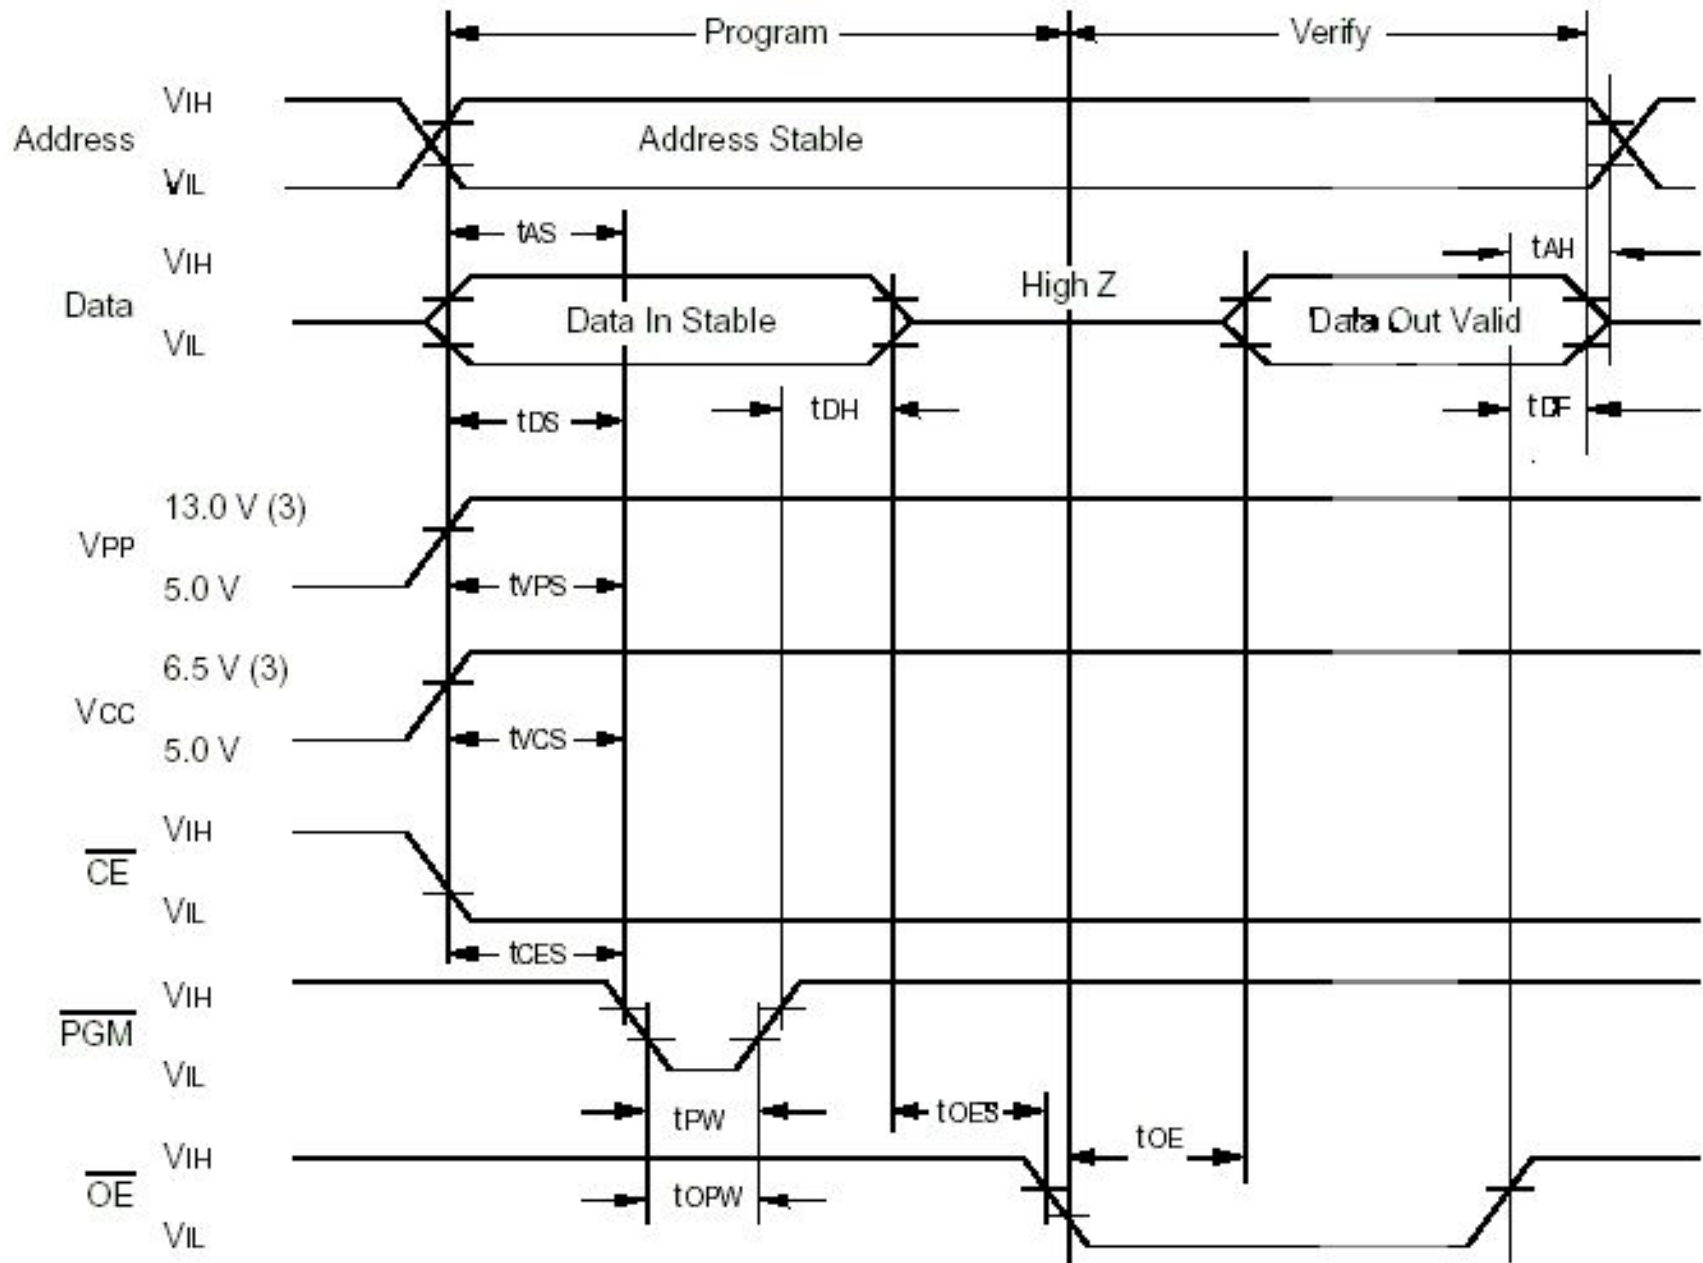 Program Verify
VIH
Address Address Stable
VIL
tAS
VIH tAH
High Z
Data Data In Stable Data Out Valid
VIL
tDS tDH tDF
13.0 V (3)
VPP
5.0 V tVPS
6.5 V (3)
VCC
5.0 V tVCS
VIH
CE
VIL
tCES
VIH
PGM
VIL
tPW tOES tOE
VIH
OE tOPW
VIL